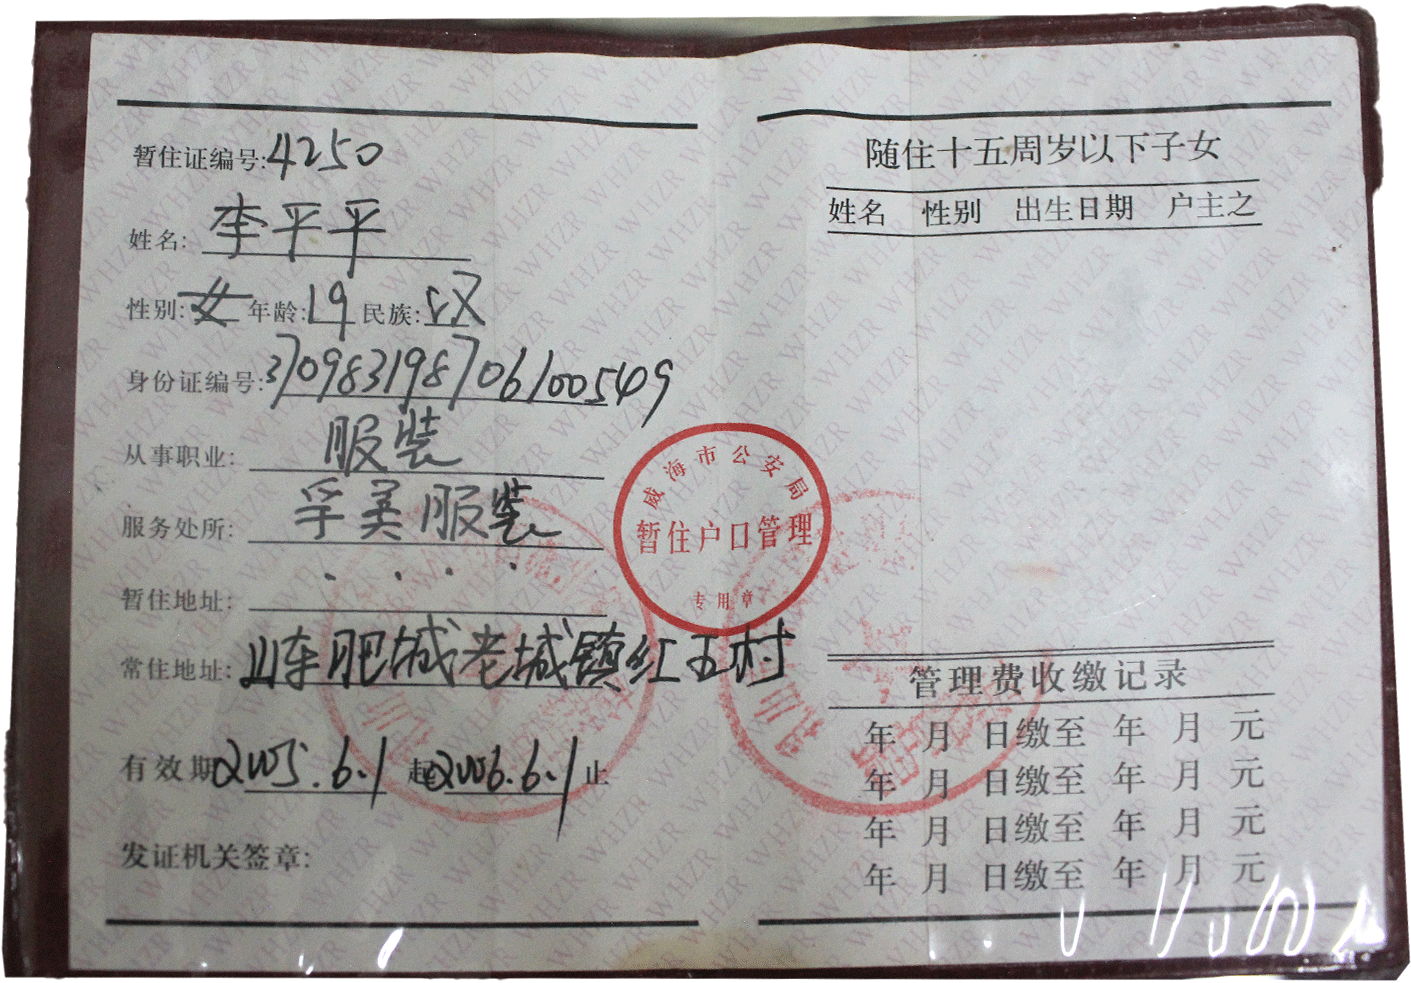 暂住证编号:4250
姓名:李平平
性别:女 年龄:19 民族:汉
身份证编号:370983198706100549
从事职业:服装
服务处所:孚美服装
暂住地址:
常住地址:山东肥城老城镇红五村
有效期2005.6.1起2006.6.1止
发证机关签章:
威海市公安局
暂住户口管理
专用章
随住十五周岁以下子女
姓名 性别 出生日期 户主之
管理费收缴记录
年 月 日缴至 年 月 元
年 月 日缴至 年 月 元
年 月 日缴至 年 月 元
年 月 日缴至 年 月 元
WHZR